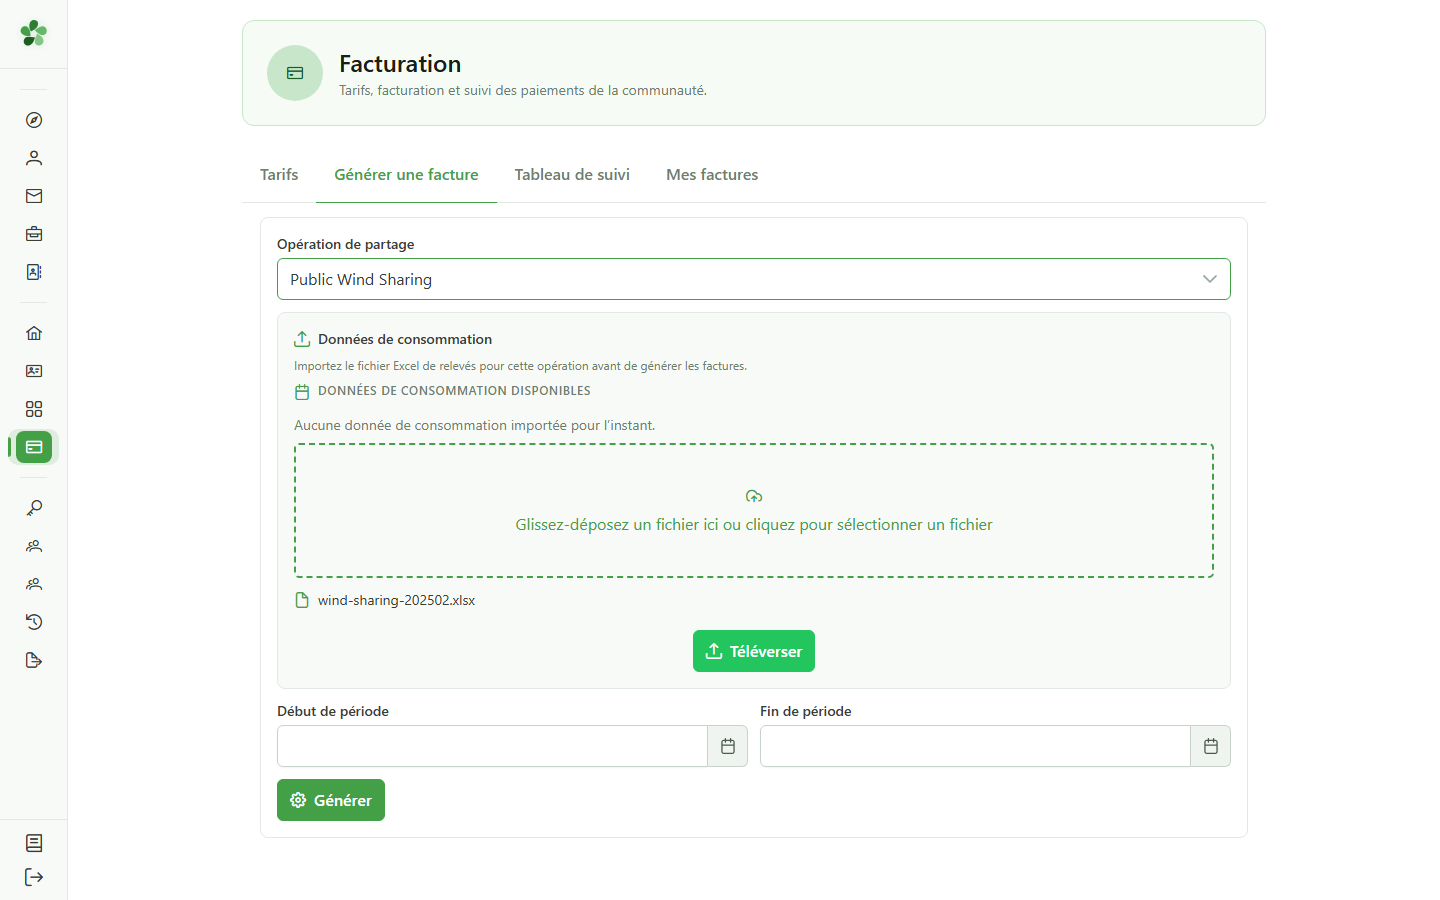 Facturation
Tarifs, facturation et suivi des paiements de la communauté.
Tarifs
Générer une facture
Tableau de suivi
Mes factures
Opération de partage
Public Wind Sharing
Données de consommation
Importez le fichier Excel de relevés pour cette opération avant de générer les factures.
DONNÉES DE CONSOMMATION DISPONIBLES
Aucune donnée de consommation importée pour l'instant.
Glissez-déposez un fichier ici ou cliquez pour sélectionner un fichier
wind-sharing-202502.xlsx
Téléverser
Début de période
Fin de période
Générer